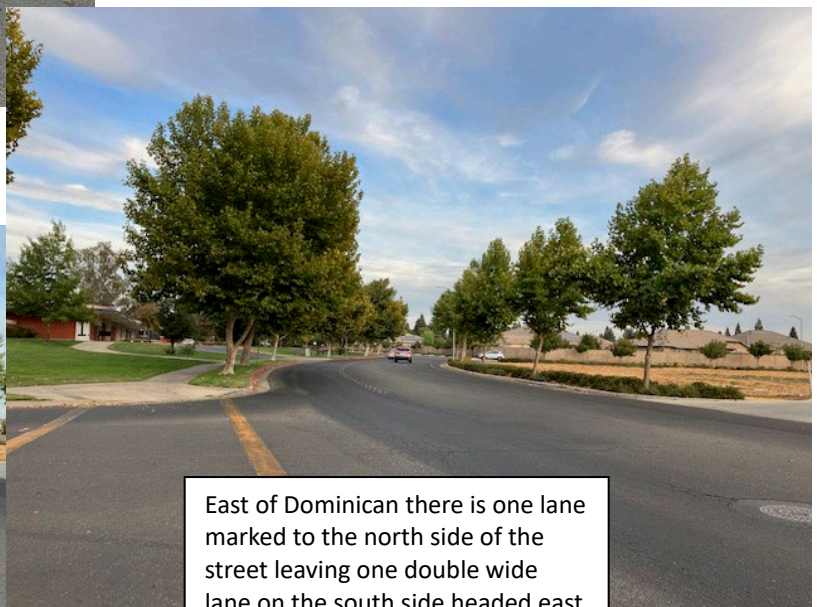 East of Dominican there is one lane
marked to the north side of the
street leaving one double wide
lane on the south side headed east